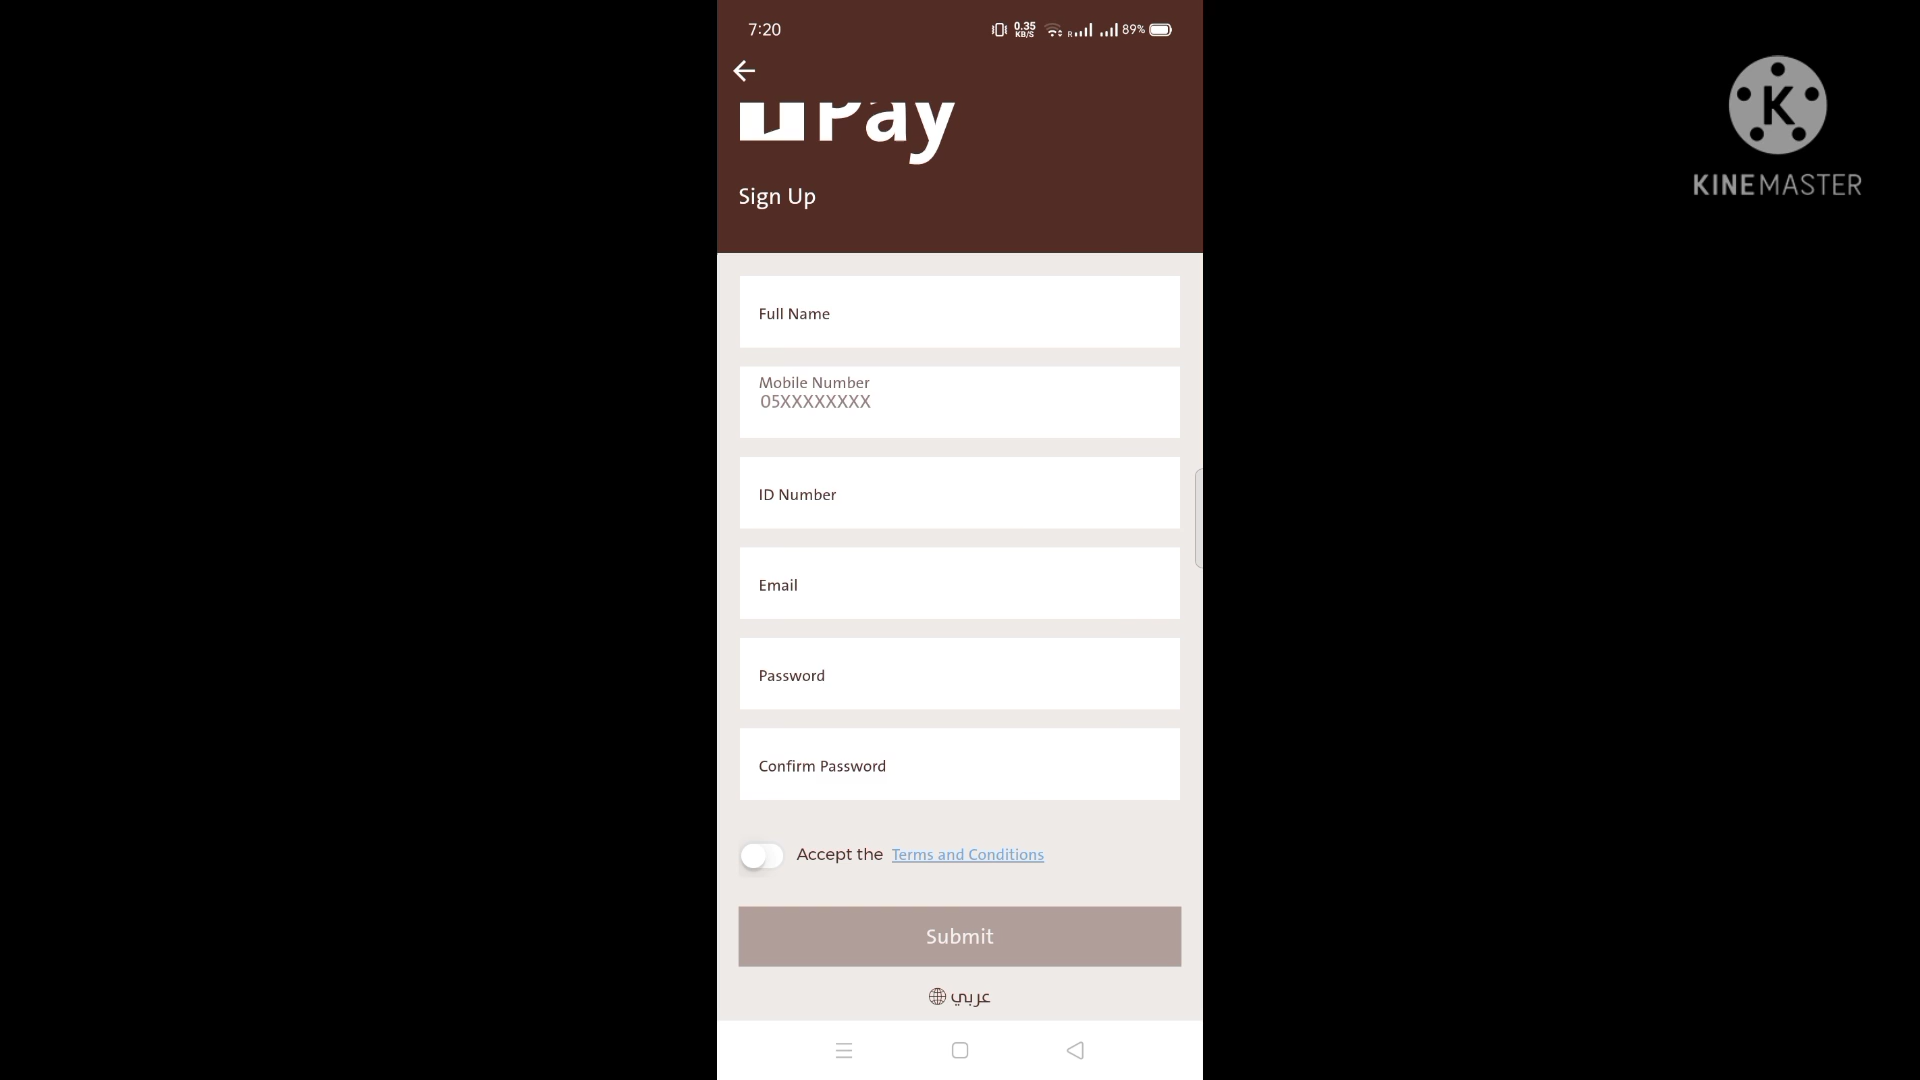 7:20
0.35
KB/S
R
89%
Pay
Sign Up
Full Name
Mobile Number
05XXXXXXXX
ID Number
Email
Password
Confirm Password
Accept the Terms and Conditions
Submit
عربي
K
KINEMASTER